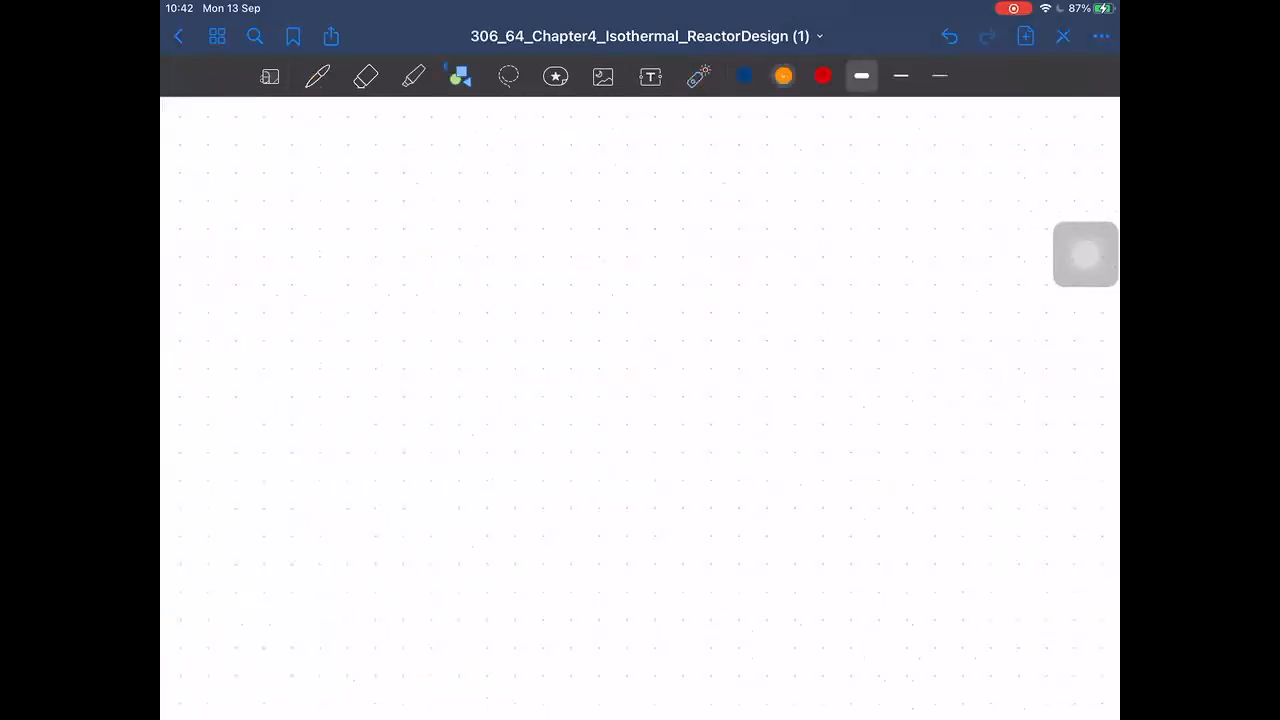 10:42 Mon 13 Sep
87%
306_64_Chapter4_Isothermal_ReactorDesign (1)
T